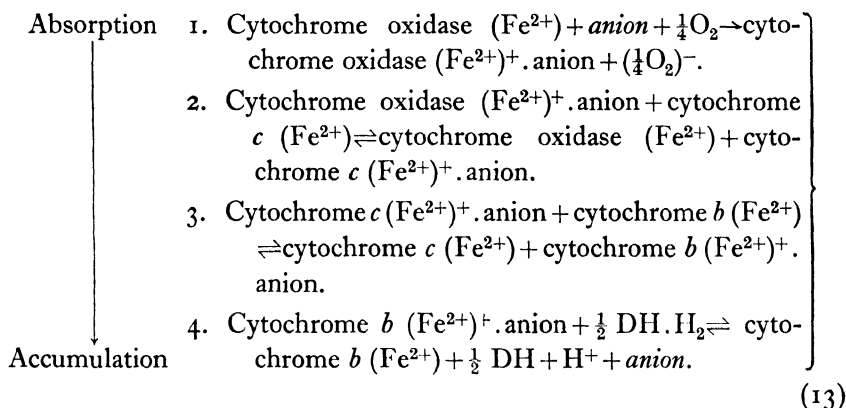 Absorption 1. Cytochrome oxidase (Fe²⁺)+anion+¼O₂→cyto-
chrome oxidase (Fe²⁺)⁺.anion+(¼O₂)⁻.
2. Cytochrome oxidase (Fe²⁺)⁺.anion+cytochrome
c (Fe²⁺)⇌cytochrome oxidase (Fe²⁺)+cyto-
chrome c (Fe²⁺)⁺.anion.
3. Cytochrome c (Fe²⁺)⁺.anion+cytochrome b (Fe²⁺)
⇌cytochrome c (Fe²⁺)+cytochrome b (Fe²⁺)⁺.
anion.
4. Cytochrome b (Fe²⁺)⁺.anion+½ DH.H₂⇌ cyto-
Accumulation chrome b (Fe²⁺)+½ DH+H⁺+anion.
(13)